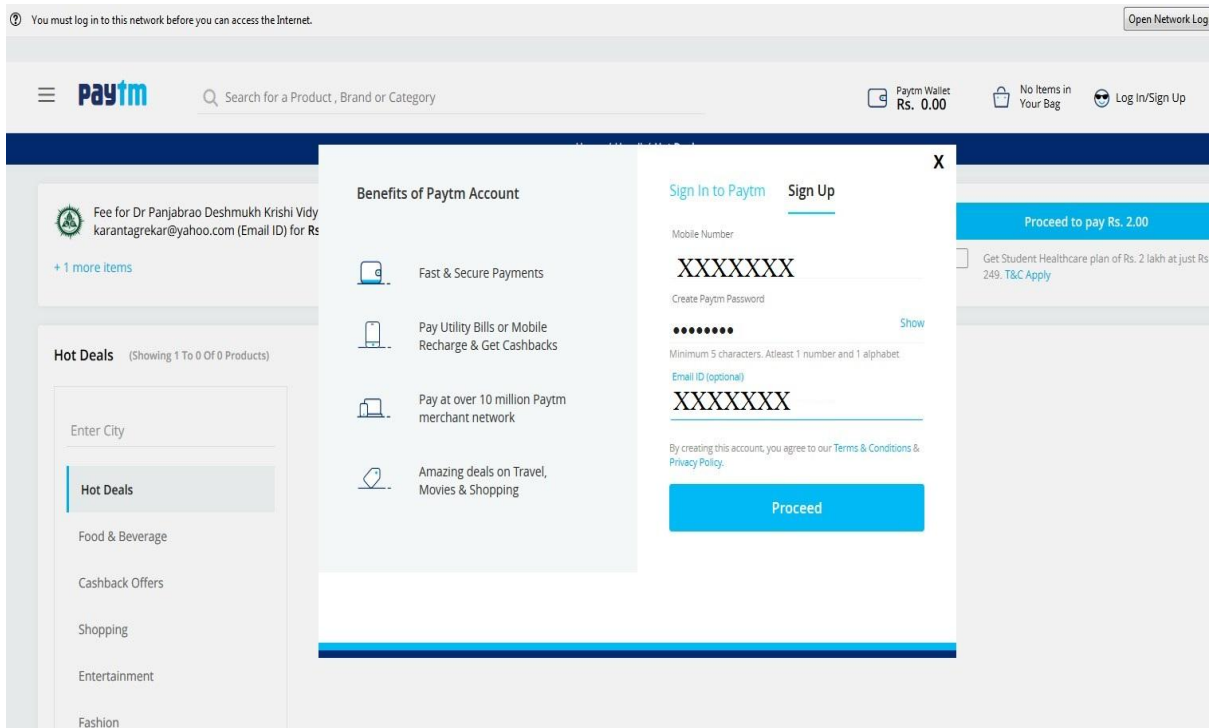 You must log in to this network before you can access the Internet.
Open Network Log
paytm
Search for a Product , Brand or Category
Paytm Wallet
Rs. 0.00
No Items in
Your Bag
Log In/Sign Up
Fee for Dr Panjabrao Deshmukh Krishi Vidy
karantagrekar@yahoo.com (Email ID) for Rs
+ 1 more items
Proceed to pay Rs. 2.00
Get Student Healthcare plan of Rs. 2 lakh at just Rs
249. T&C Apply
Hot Deals (Showing 1 To 0 Of 0 Products)
Enter City
Hot Deals
Food & Beverage
Cashback Offers
Shopping
Entertainment
Fashion
Benefits of Paytm Account
Fast & Secure Payments
Pay Utility Bills or Mobile
Recharge & Get Cashbacks
Pay at over 10 million Paytm
merchant network
Amazing deals on Travel,
Movies & Shopping
X
Sign In to Paytm Sign Up
Mobile Number
XXXXXXX
Create Paytm Password
Show
Minimum 5 characters. Atleast 1 number and 1 alphabet
Email ID (optional)
XXXXXXX
By creating this account, you agree to our Terms & Conditions &
Privacy Policy.
Proceed